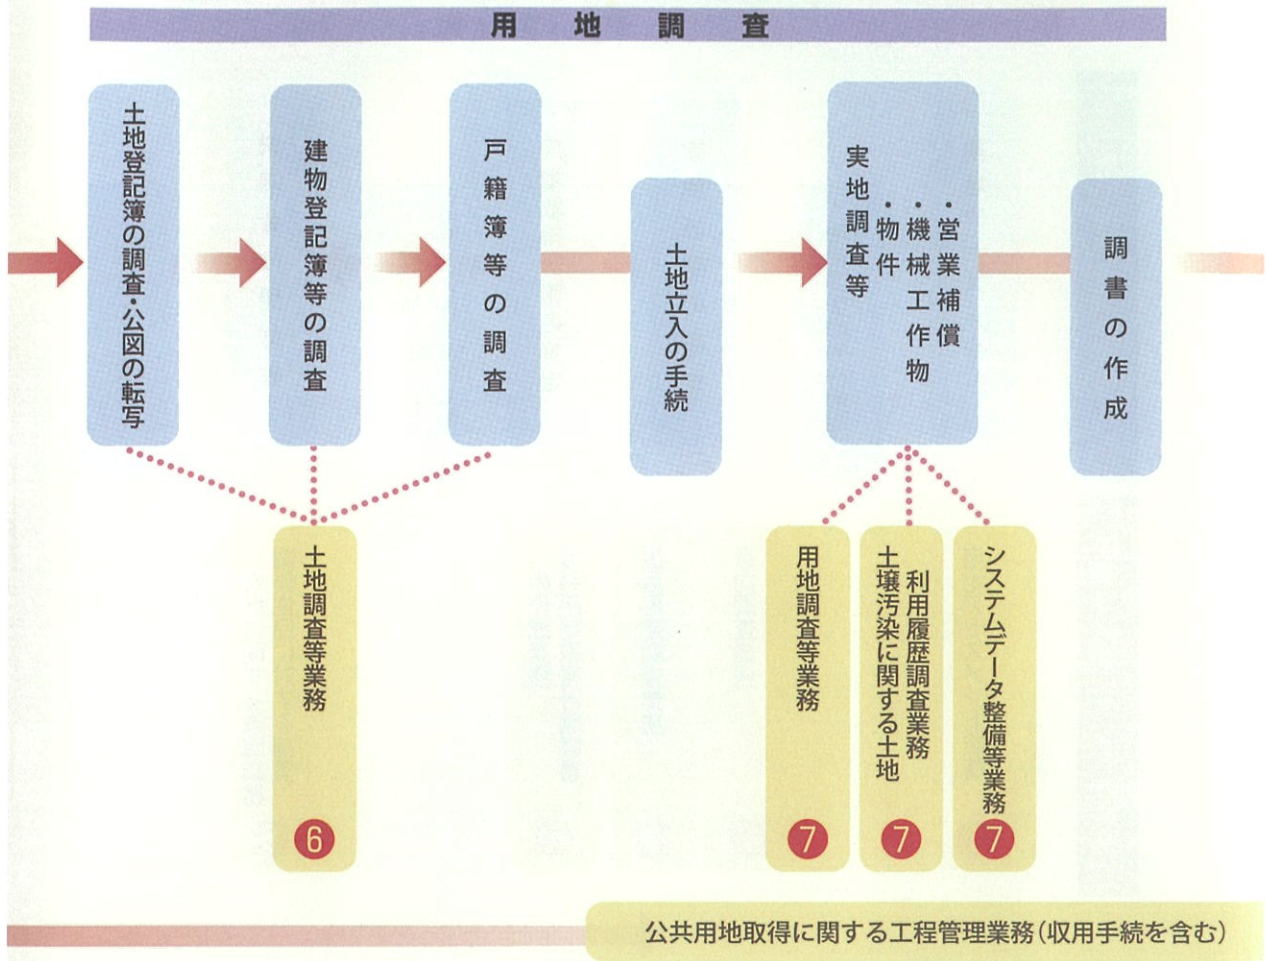 用地調査
土地登記簿の調査・公図の転写
建物登記簿等の調査
戸籍簿等の調査
土地立入の手続
実地調査等
・物件
・機械工作物
・営業補償
調書の作成
土地調査等業務
6
用地調査等業務
7
土壌汚染に関する土地
利用履歴調査業務
7
システムデータ整備等業務
7
公共用地取得に関する工程管理業務(収用手続を含む)